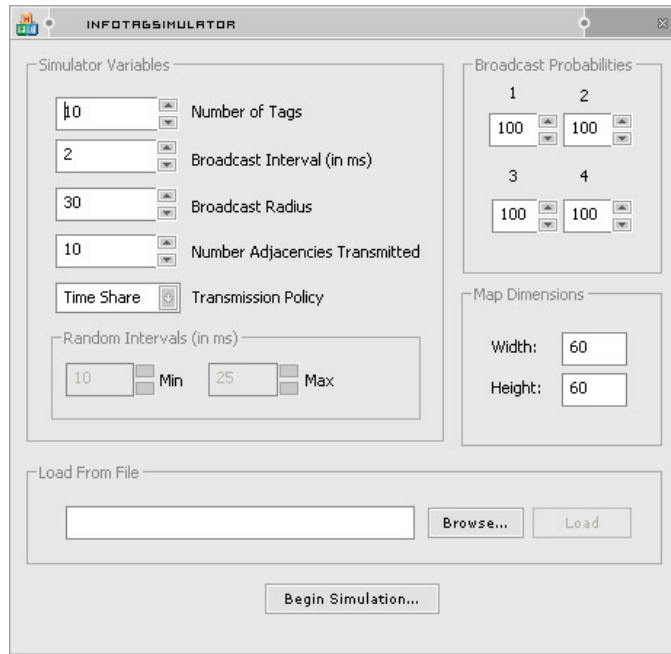 INFOTAGSIMULATOR
Simulator Variables
10 Number of Tags
2 Broadcast Interval (in ms)
30 Broadcast Radius
10 Number Adjacencies Transmitted
Time Share Transmission Policy
Random Intervals (in ms)
10 Min 25 Max
Broadcast Probabilities
1 2
100 100
3 4
100 100
Map Dimensions
Width: 60
Height: 60
Load From File
Browse... Load
Begin Simulation...